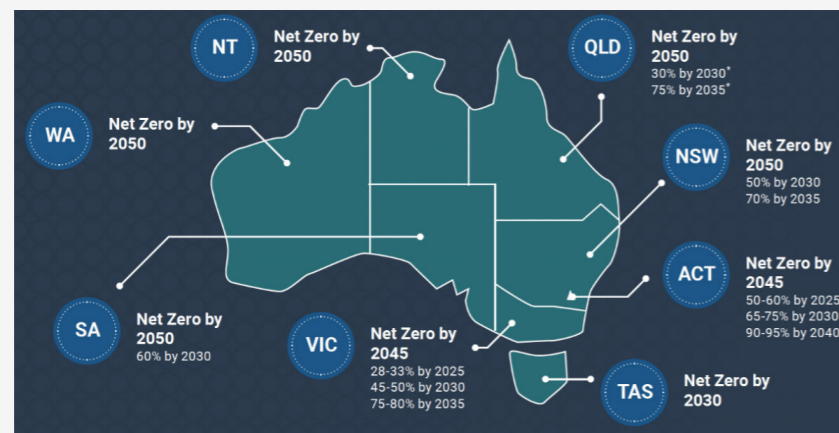 NT
Net Zero by
2050
QLD
Net Zero by
2050
30% by 2030*
75% by 2035*
WA
Net Zero by
2050
NSW
Net Zero by
2050
50% by 2030
70% by 2035
ACT
Net Zero by
2045
50-60% by 2025
65-75% by 2030
90-95% by 2040
SA
Net Zero by
2050
60% by 2030
VIC
Net Zero by
2045
28-33% by 2025
45-50% by 2030
75-80% by 2035
TAS
Net Zero by
2030